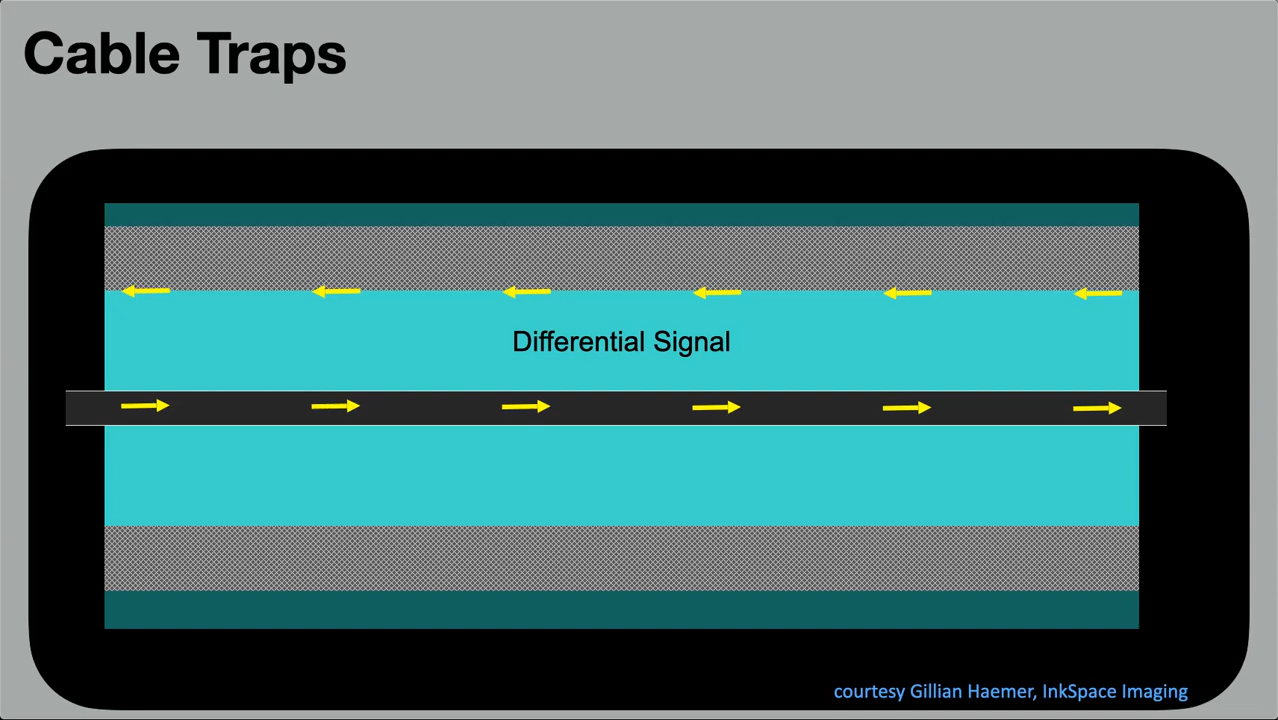 Cable Traps
Differential Signal
courtesy Gillian Haemer, InkSpace Imaging